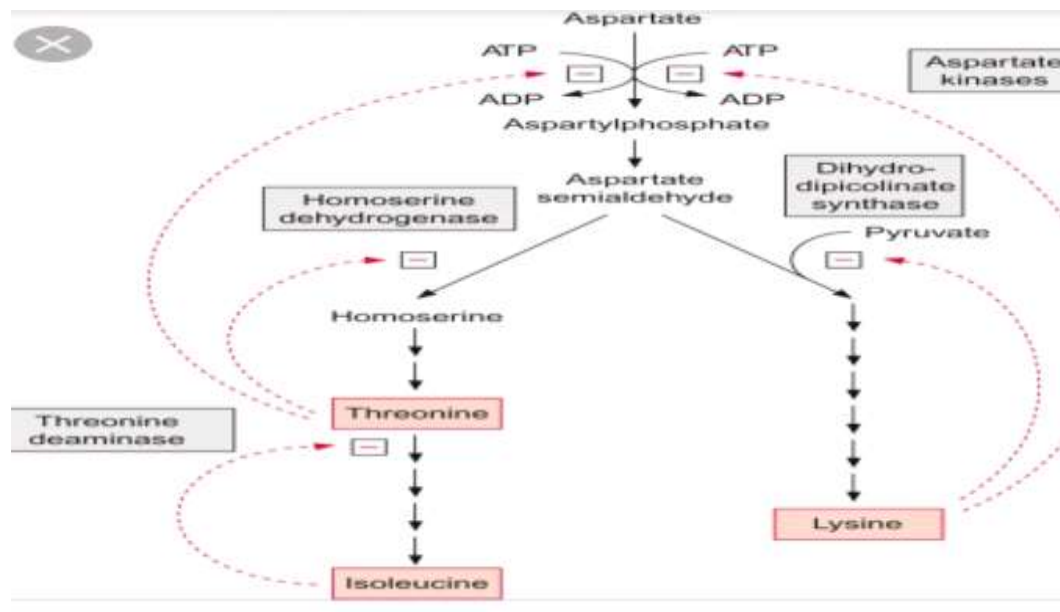 Aspartate
ATP
ATP
Aspartate
kinases
ADP
ADP
Aspartylphosphate
Dihydro-
dipicolinate
synthase
Homoserine
dehydrogenase
Aspartate
semialdehyde
Pyruvate
Homoserine
Threonine
Threonine
deaminase
Lysine
Isoleucine